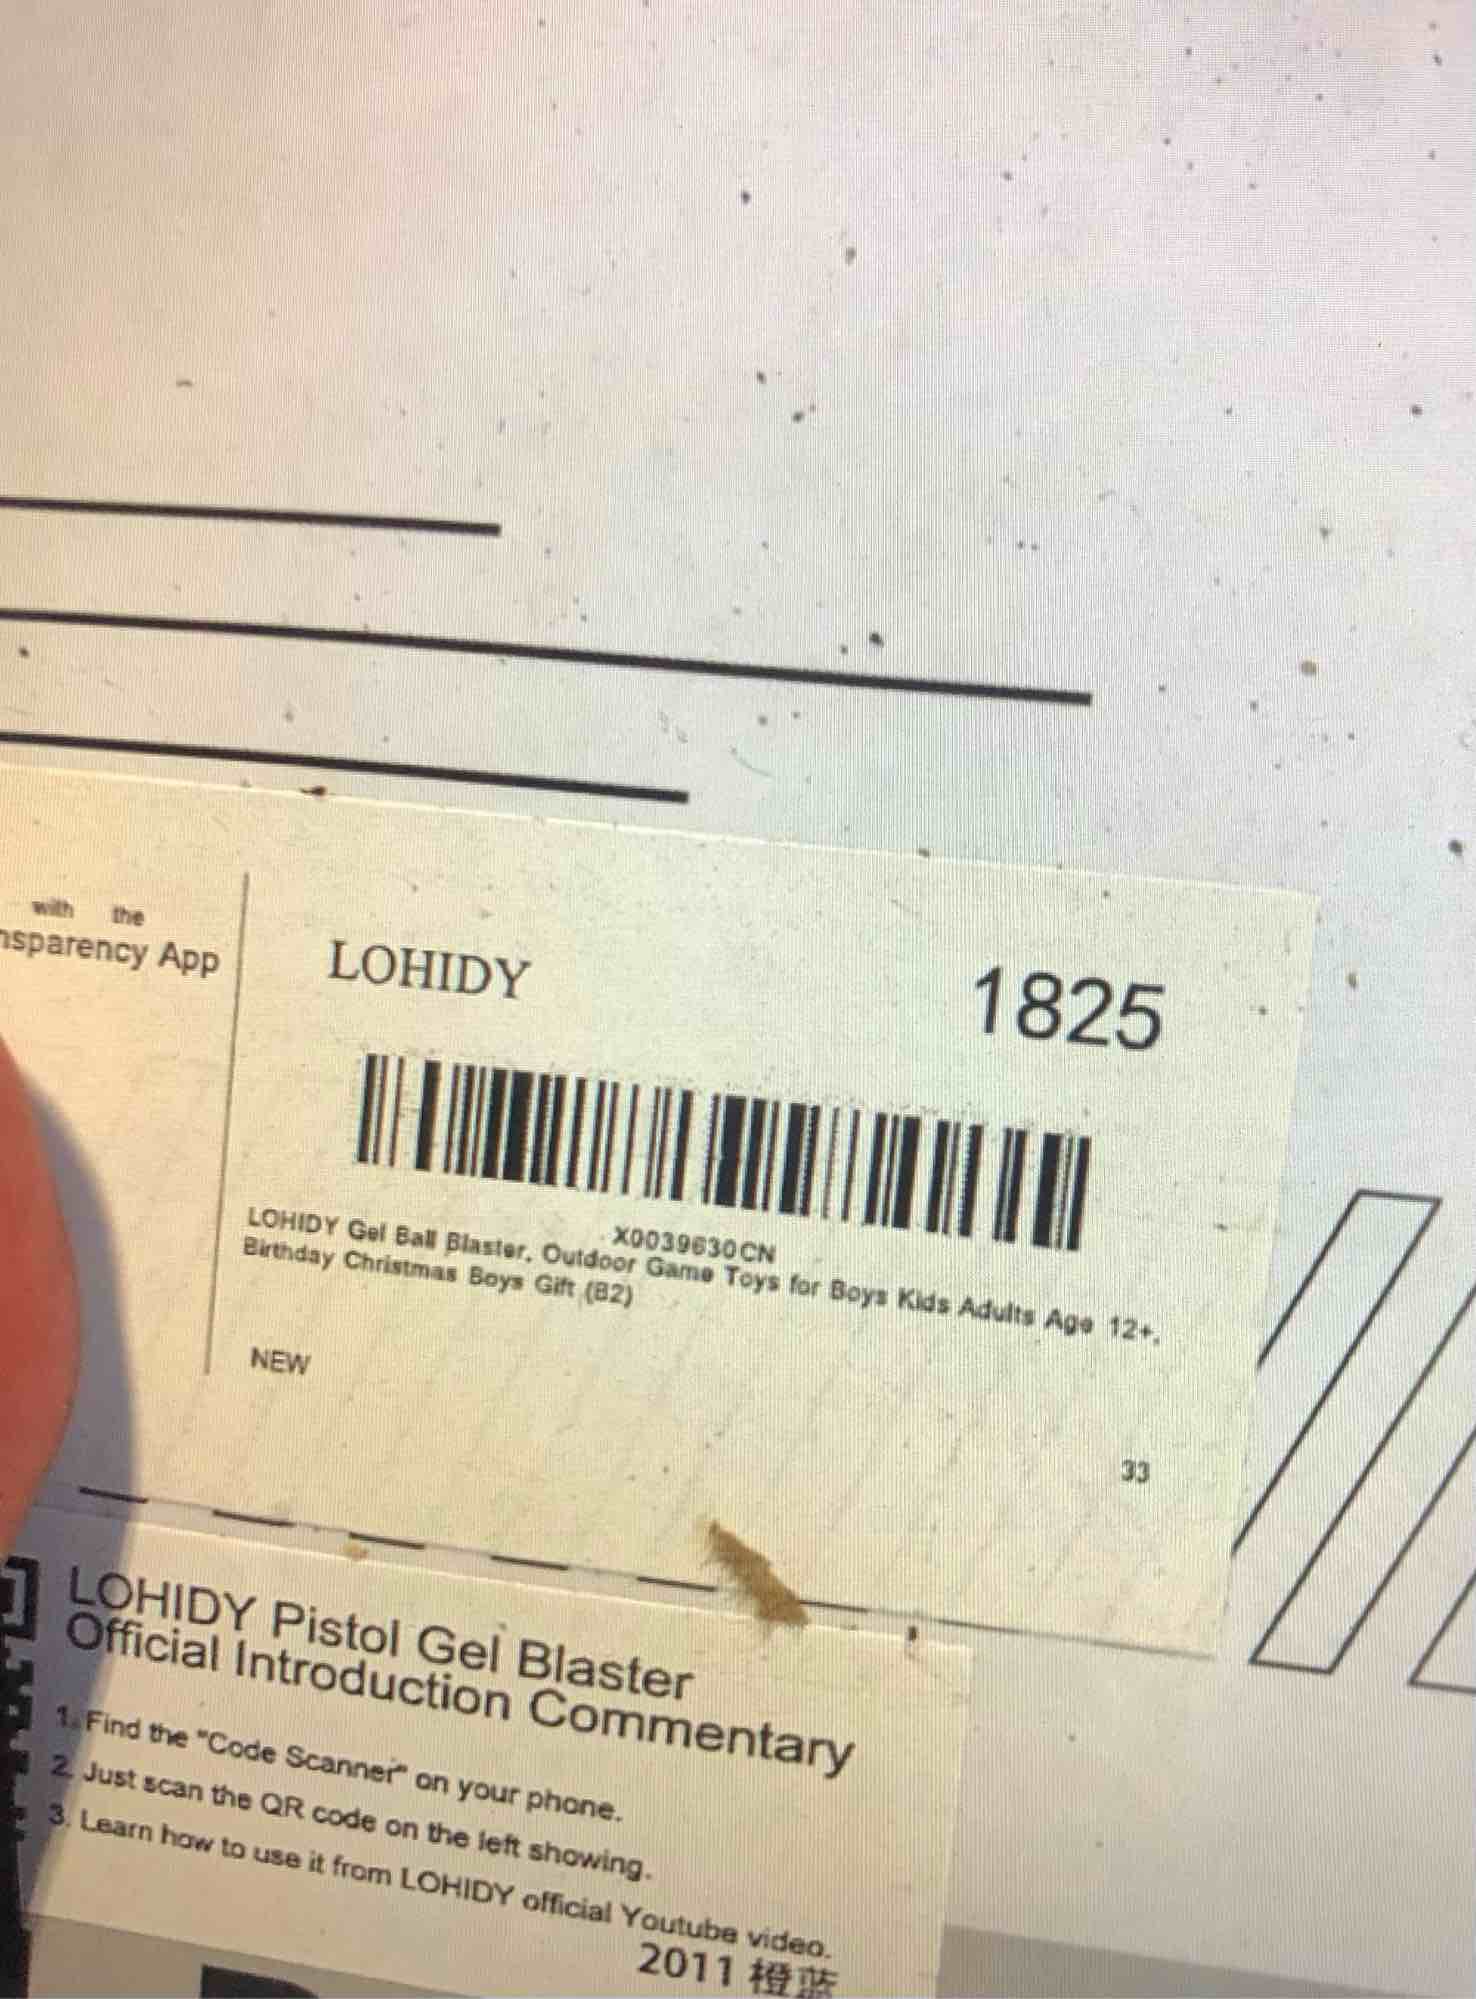 with the
nsparency App
LOHIDY
1825
X0039630CN
LOHIDY Gel Ball Blaster, Outdoor Game Toys for Boys Kids Adults Age 12+,
Birthday Christmas Boys Gift (B2)
NEW
33
LOHIDY Pistol Gel Blaster
Official Introduction Commentary
1. Find the "Code Scanner" on your phone.
2. Just scan the QR code on the left showing.
3. Learn how to use it from LOHIDY official Youtube video.
2011 橙蓝